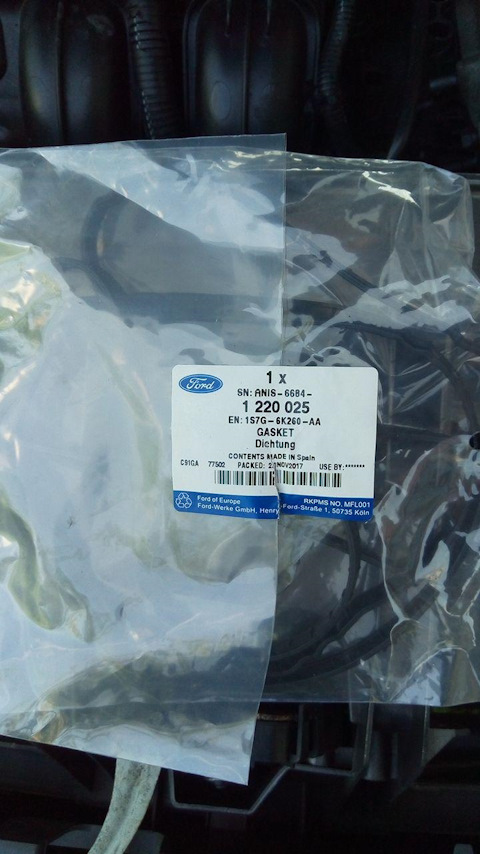 Ford
1 x
SN: ANIS-6684-
1 220 025
EN: 1S7G-6K260-AA
GASKET
Dichtung
CONTENTS MADE IN Spain
C91GA 77502 PACKED: NOV2017 USE BY:*******
Ford of Europe RKPMS NO. MFL001
Ford-Werke GmbH, Henry-Ford-Straße 1, 50735 Köln